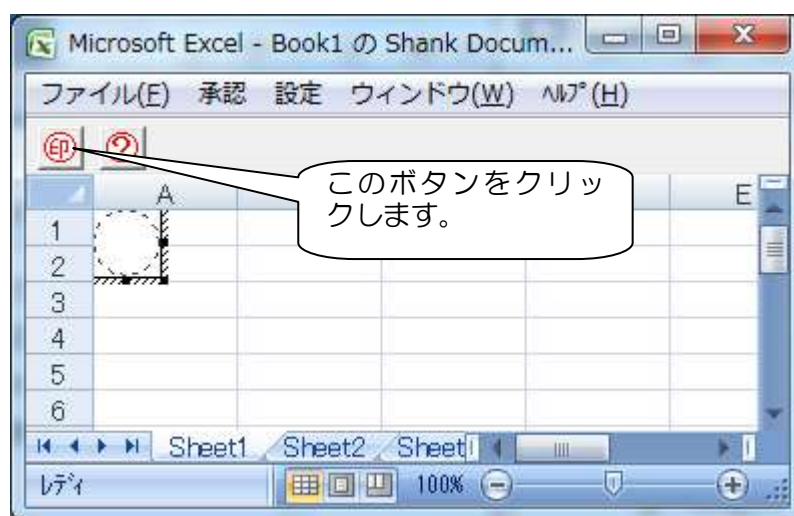 Microsoft Excel - Book1 の Shank Docum...
ファイル(F) 承認 設定 ウィンドウ(W) ﾍﾙﾌﾟ(H)
印 ?
このボタンをクリッ
クします。
A E
1
2
3
4
5
6
Sheet1 Sheet2 Sheet
ﾚﾃﾞｨ 100%